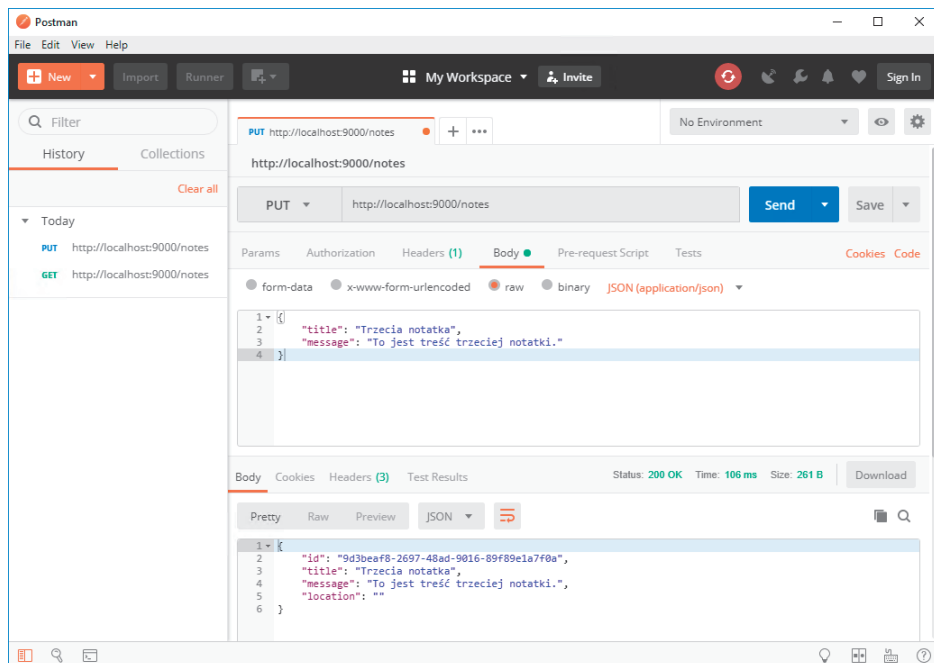 Postman
File Edit View Help
New Import Runner My Workspace Invite Sign In
Filter
History Collections
Clear all
Today
PUT http://localhost:9000/notes
GET http://localhost:9000/notes
PUT http://localhost:9000/notes + ••• No Environment
http://localhost:9000/notes
PUT http://localhost:9000/notes Send Save
Params Authorization Headers (1) Body Pre-request Script Tests Cookies Code
form-data x-www-form-urlencoded raw binary JSON (application/json)
1 {
2 "title": "Trzecia notatka",
3 "message": "To jest treść trzeciej notatki."
4 }
Body Cookies Headers (3) Test Results Status: 200 OK Time: 106 ms Size: 261 B Download
Pretty Raw Preview JSON
1 {
2 "id": "9d3beaf8-2697-48ad-9016-89f89e1a7f0a",
3 "title": "Trzecia notatka",
4 "message": "To jest treść trzeciej notatki.",
5 "location": ""
6 }